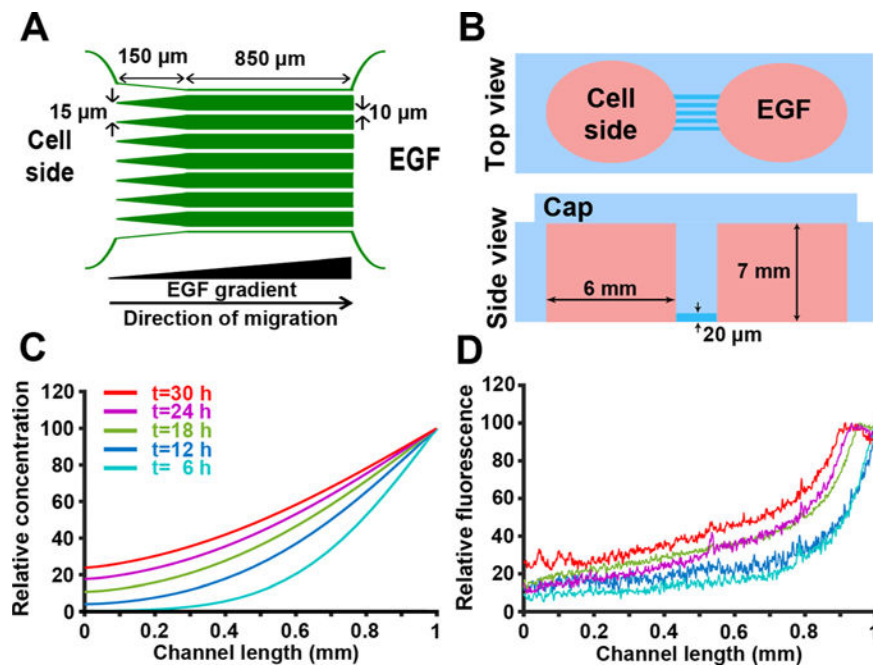 A
150 μm
850 μm
15 μm
10 μm
Cell
side
EGF
EGF gradient
Direction of migration
B
Top view
Cell
side
EGF
Side view
Cap
6 mm
7 mm
20 μm
C
Relative concentration
120
100
80
60
40
20
0
t=30 h
t=24 h
t=18 h
t=12 h
t= 6 h
0 0.2 0.4 0.6 0.8 1
Channel length (mm)
D
Relative fluorescence
120
100
80
60
40
20
0
0 0.2 0.4 0.6 0.8 1
Channel length (mm)